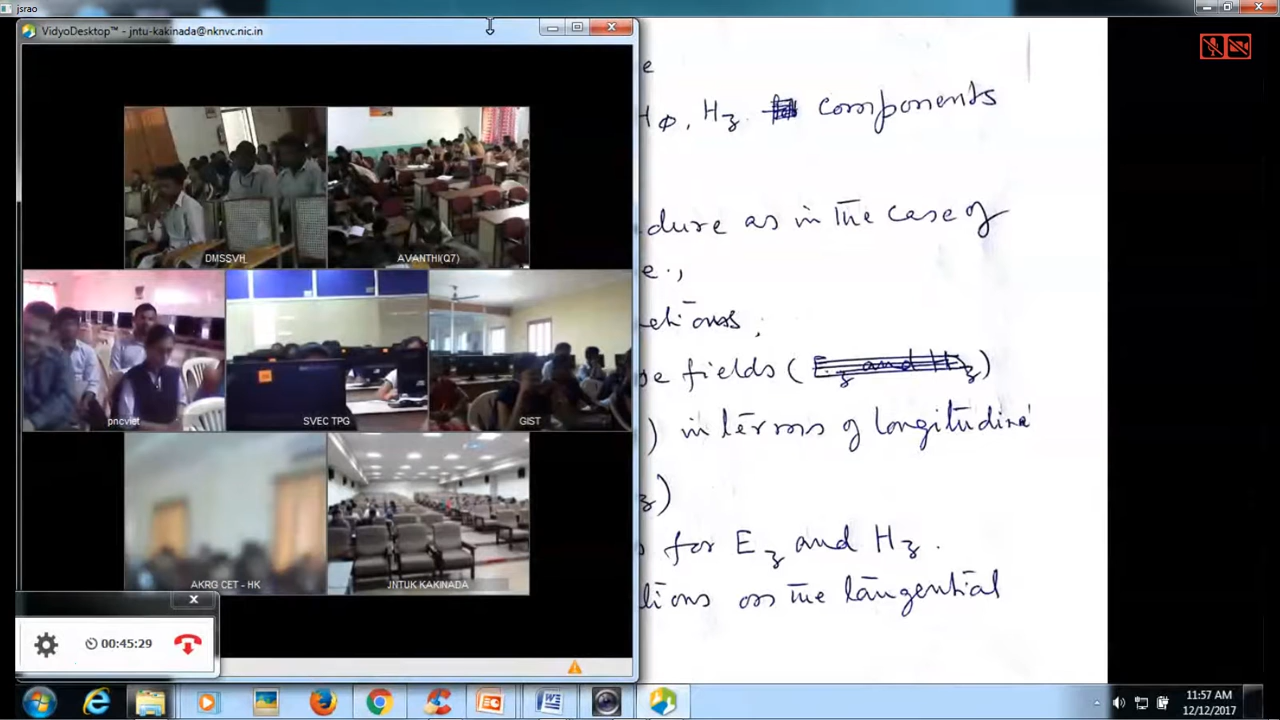 jsrao
VidyoDesktop™ - jntu-kakinada@nknvc.nic.in
DMSSVH
AVANTHI(Q7)
pncviet
SVEC TPG
GIST
AKRG CET - HK
JNTUK KAKINADA
00:45:29
e
Hφ, Hz components
dure as in the case of
e.,
se fields (Ez and Hz)
) in terms of longitudinal
z)
s for Ez and Hz.
tions on the tangential
11:57 AM
12/12/2017